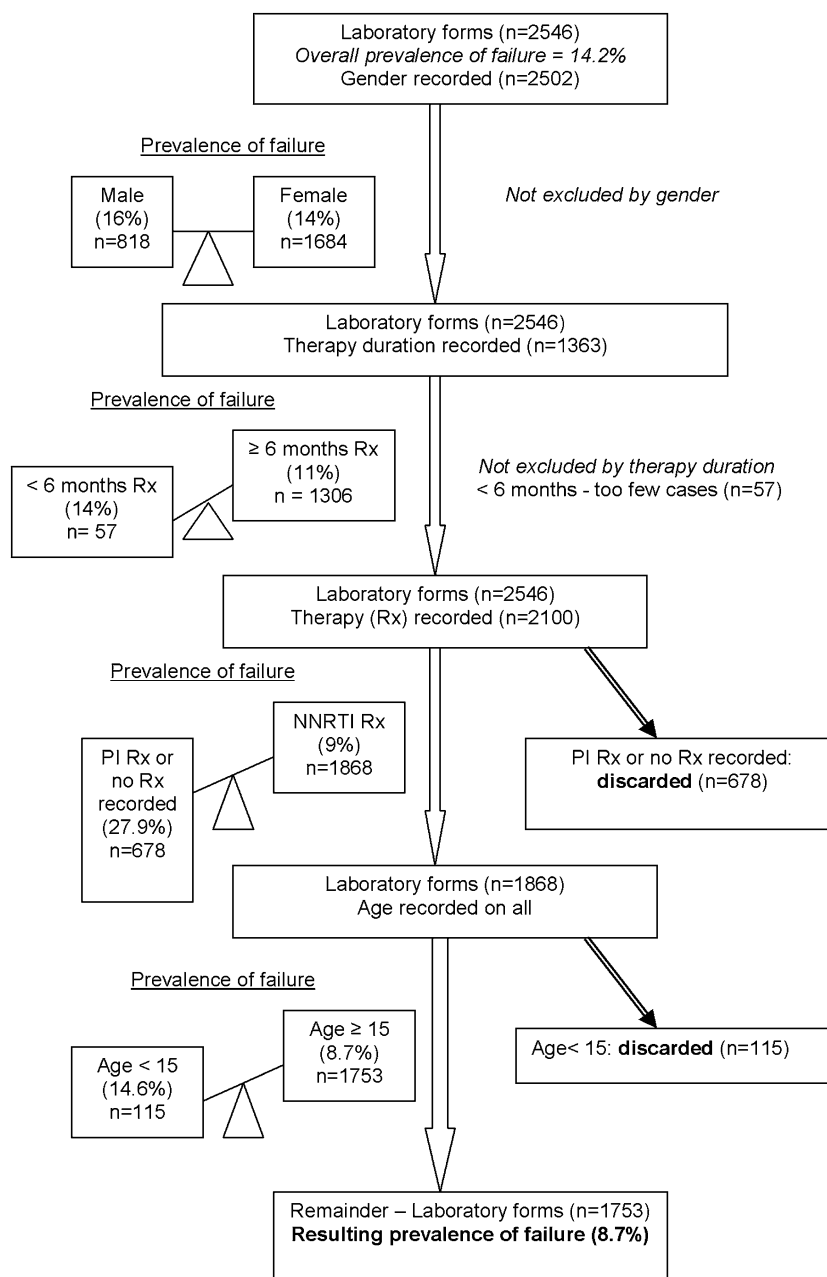 Laboratory forms (n=2546)
Overall prevalence of failure = 14.2%
Gender recorded (n=2502)
Prevalence of failure
Male
(16%)
n=818
Female
(14%)
n=1684
Not excluded by gender
Laboratory forms (n=2546)
Therapy duration recorded (n=1363)
Prevalence of failure
< 6 months Rx
(14%)
n= 57
≥ 6 months Rx
(11%)
n = 1306
Not excluded by therapy duration
< 6 months - too few cases (n=57)
Laboratory forms (n=2546)
Therapy (Rx) recorded (n=2100)
Prevalence of failure
PI Rx or
no Rx
recorded
(27.9%)
n=678
NNRTI Rx
(9%)
n=1868
PI Rx or no Rx recorded:
discarded (n=678)
Laboratory forms (n=1868)
Age recorded on all
Prevalence of failure
Age < 15
(14.6%)
n=115
Age ≥ 15
(8.7%)
n=1753
Age< 15: discarded (n=115)
Remainder – Laboratory forms (n=1753)
Resulting prevalence of failure (8.7%)